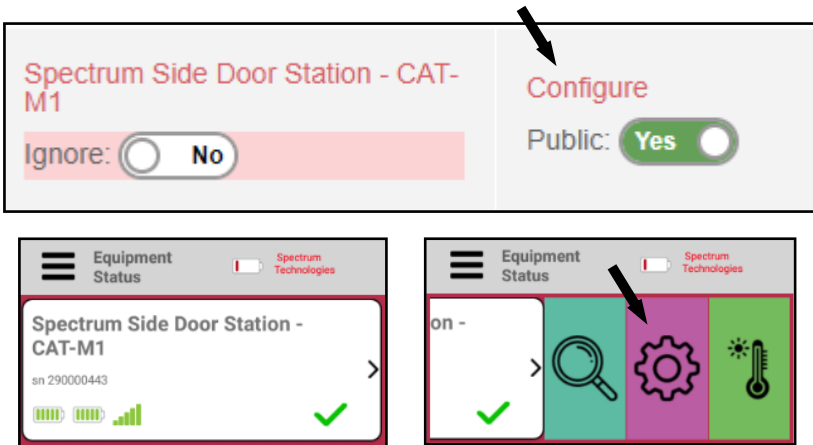 Spectrum Side Door Station - CAT-
M1
Ignore: No
Configure
Public: Yes
Equipment
Status
Spectrum
Technologies
Spectrum Side Door Station -
CAT-M1
sn 290000443
Equipment
Status
Spectrum
Technologies
on -